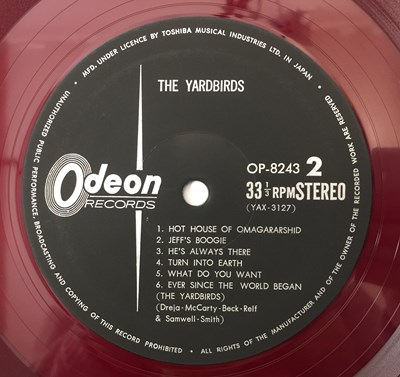 • MFD. UNDER LICENCE BY TOSHIBA MUSICAL INDUSTRIES LTD. IN JAPAN •
UNAUTHORIZED PUBLIC PERFORMANCE, BROADCASTING AND COPYING OF THIS RECORD PROHIBITED • ALL RIGHTS OF THE MANUFACTURER AND OF THE OWNER OF THE RECORDED WORK ARE RESERVED
THE YARDBIRDS
Odeon
RECORDS
OP-8243 2
33 1/3 RPM STEREO
(YAX-3127)
1. HOT HOUSE OF OMAGARARSHID
2. JEFF'S BOOGIE
3. HE'S ALWAYS THERE
4. TURN INTO EARTH
5. WHAT DO YOU WANT
6. EVER SINCE THE WORLD BEGAN
(THE YARDBIRDS)
(Dreja-McCarty-Beck-Relf
& Samwell-Smith)